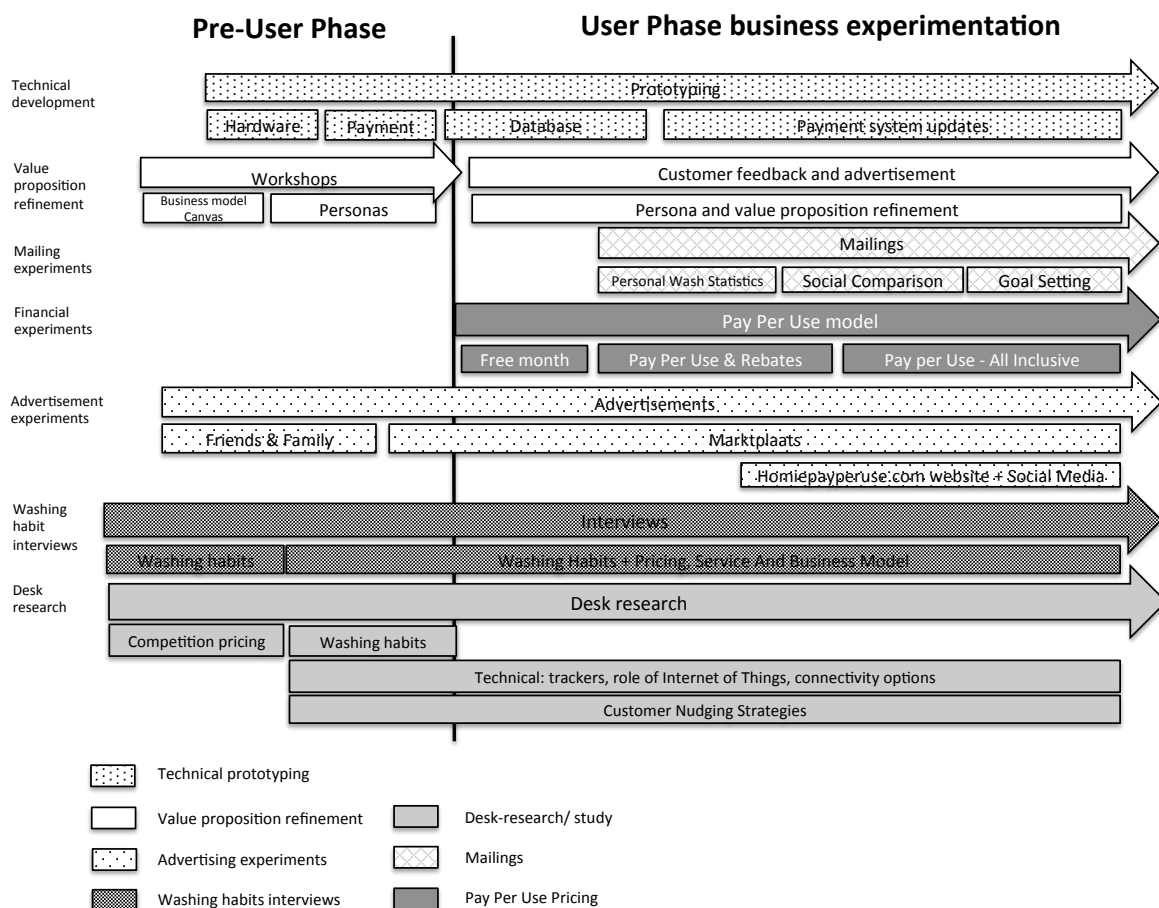 Pre-User Phase
User Phase business experimentation
Technical
development
Prototyping
Hardware
Payment
Database
Payment system updates
Value
proposition
refinement
Workshops
Customer feedback and advertisement
Business model
Canvas
Personas
Persona and value proposition refinement
Mailing
experiments
Mailings
Personal Wash Statistics
Social Comparison
Goal Setting
Financial
experiments
Pay Per Use model
Free month
Pay Per Use & Rebates
Pay per Use - All Inclusive
Advertisement
experiments
Advertisements
Friends & Family
Marktplaats
Homiepayperuse.com website + Social Media
Washing
habit
interviews
Interviews
Washing habits
Washing Habits + Pricing, Service And Business Model
Desk
research
Desk research
Competition pricing
Washing habits
Technical: trackers, role of Internet of Things, connectivity options
Customer Nudging Strategies
Technical prototyping
Value proposition refinement
Desk-research/ study
Advertising experiments
Mailings
Washing habits interviews
Pay Per Use Pricing